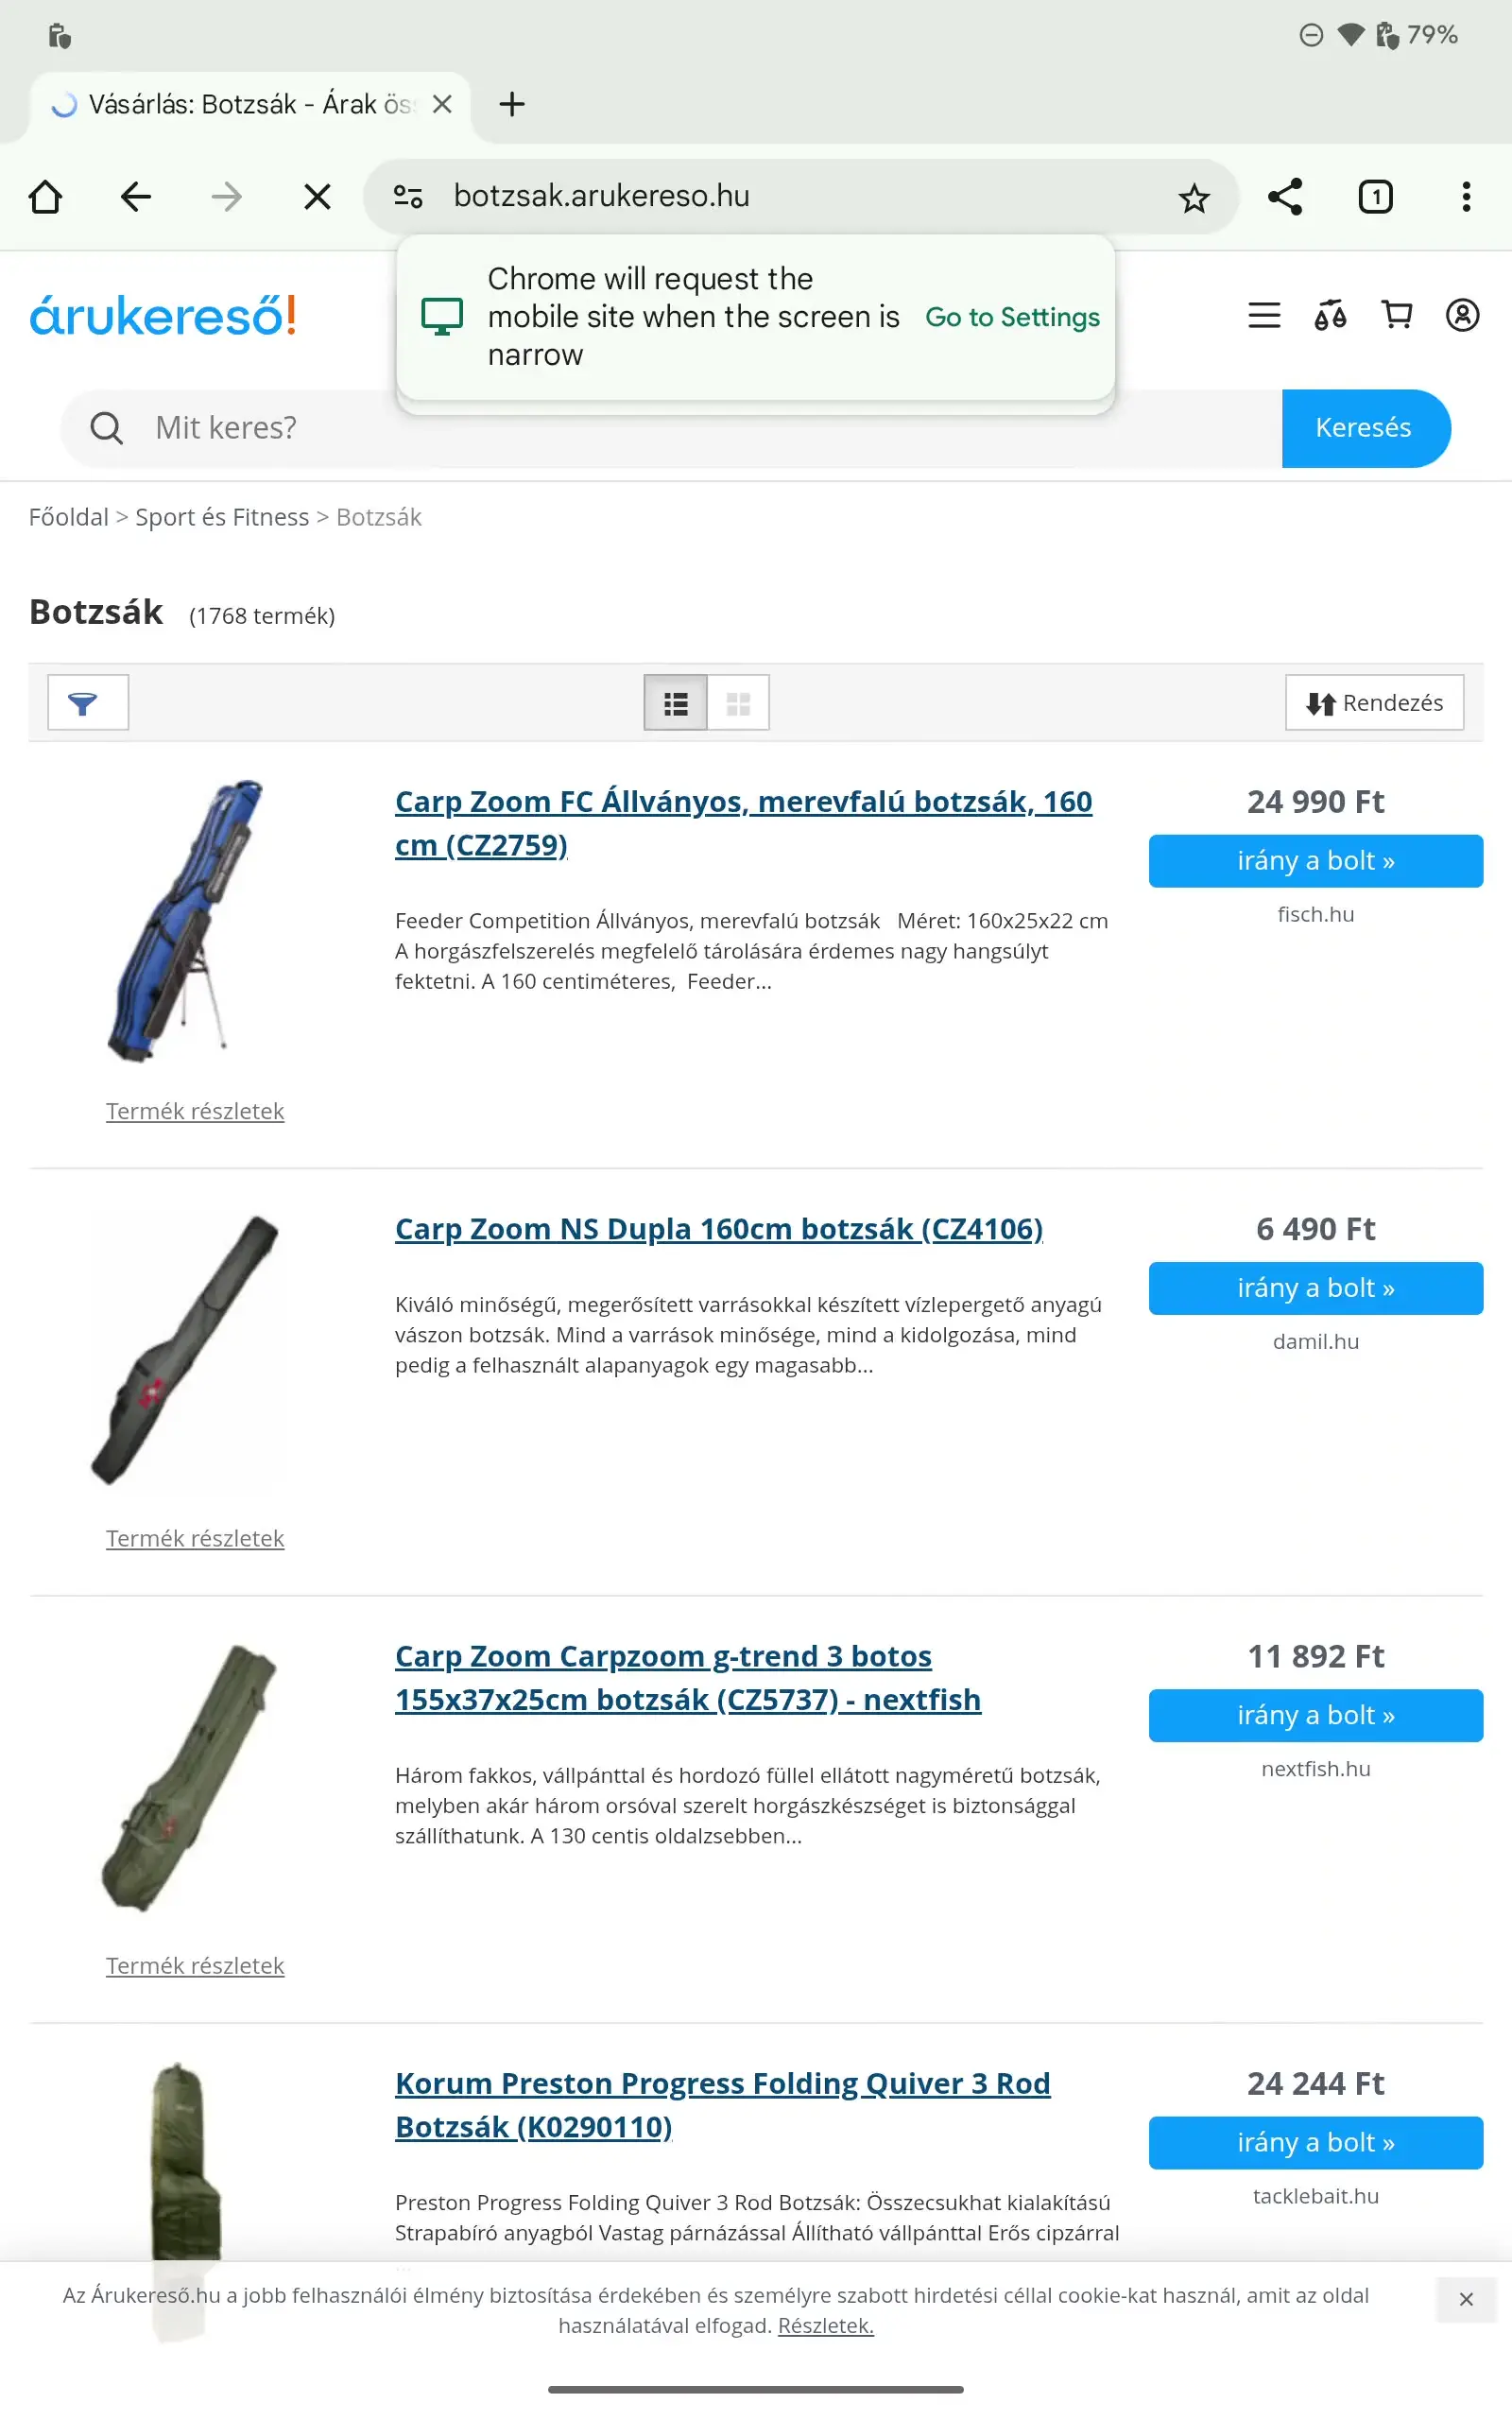 79%
Vásárlás: Botzsák - Árak öss
botzsak.arukereso.hu
1
Chrome will request the
mobile site when the screen is
narrow
Go to Settings
árukereső!
Mit keres?
Keresés
Főoldal > Sport és Fitness > Botzsák
Botzsák (1768 termék)
Rendezés
Carp Zoom FC Állványos, merevfalú botzsák, 160
cm (CZ2759)
24 990 Ft
irány a bolt »
fisch.hu
Feeder Competition Állványos, merevfalú botzsák Méret: 160x25x22 cm
A horgászfelszerelés megfelelő tárolására érdemes nagy hangsúlyt
fektetni. A 160 centiméteres, Feeder...
Termék részletek
Carp Zoom NS Dupla 160cm botzsák (CZ4106)
6 490 Ft
irány a bolt »
damil.hu
Kiváló minőségű, megerősített varrásokkal készített vízlepergető anyagú
vászon botzsák. Mind a varrások minősége, mind a kidolgozása, mind
pedig a felhasznált alapanyagok egy magasabb...
Termék részletek
Carp Zoom Carpzoom g-trend 3 botos
155x37x25cm botzsák (CZ5737) - nextfish
11 892 Ft
irány a bolt »
nextfish.hu
Három fakkos, vállpánttal és hordozó füllel ellátott nagyméretű botzsák,
melyben akár három orsóval szerelt horgászkészséget is biztonsággal
szállíthatunk. A 130 centis oldalzsebben...
Termék részletek
Korum Preston Progress Folding Quiver 3 Rod
Botzsák (K0290110)
24 244 Ft
irány a bolt »
tacklebait.hu
Preston Progress Folding Quiver 3 Rod Botzsák: Összecsukhat kialakítású
Strapabíró anyagból Vastag párnázással Állítható vállpánttal Erős cipzárral
...
Az Árukereső.hu a jobb felhasználói élmény biztosítása érdekében és személyre szabott hirdetési céllal cookie-kat használ, amit az oldal
használatával elfogad. Részletek.